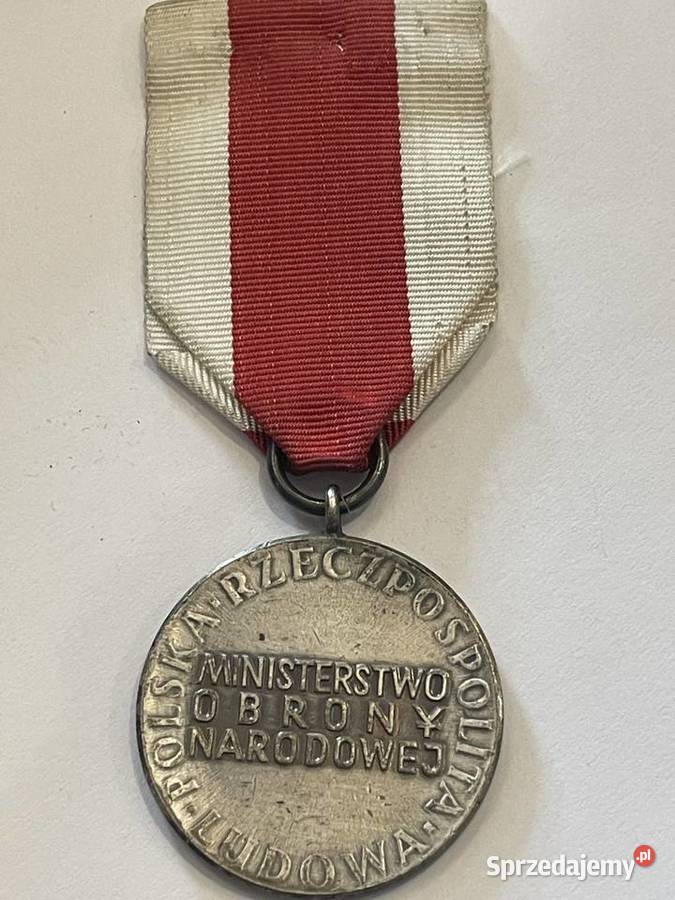 POLSKA · RZECZPOSPOLITA · LUDOWA ·
MINISTERSTWO
OBRONY
NARODOWEJ
Sprzedajemy.pl